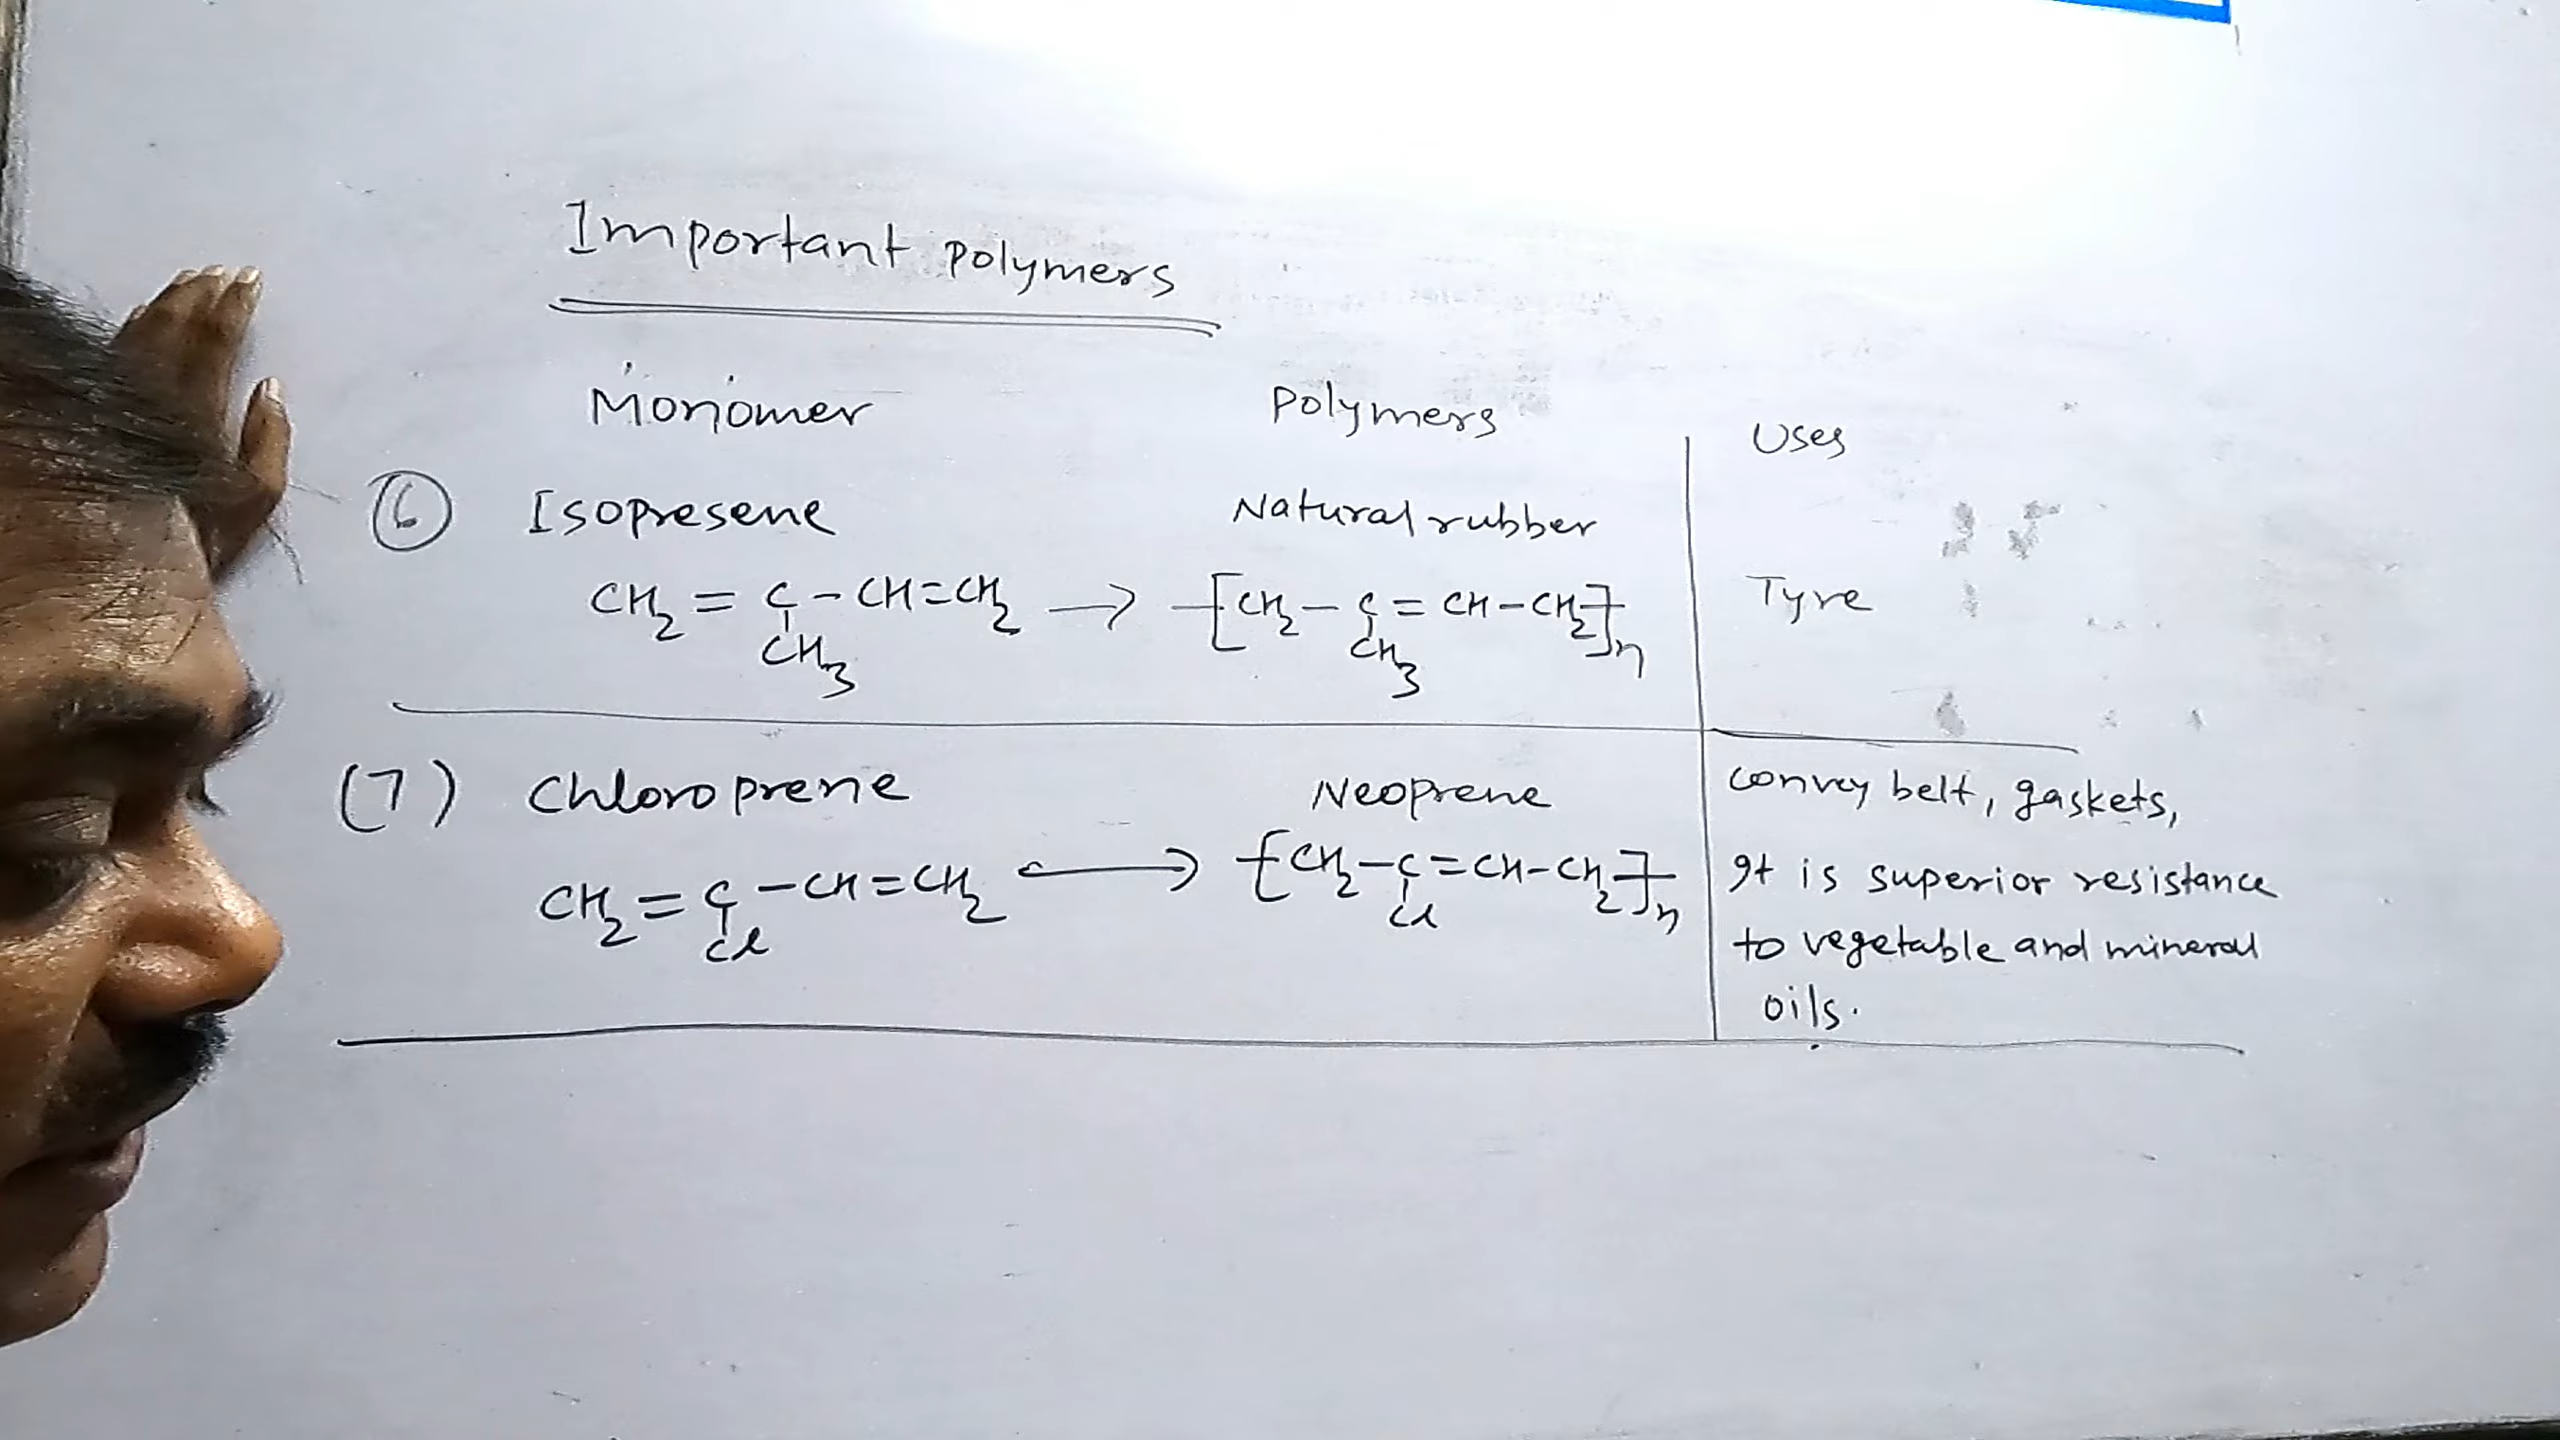 Important polymers
Monomer Polymers Uses
6 Isopresene Natural rubber
CH2 = C - CH=CH2 → -[CH2 - C = CH - CH2]-n Tyre
CH3 CH3
(7) Chloroprene Neoprene convey belt, gaskets,
CH2 = C - CH = CH2 → -[CH2 - C = CH - CH2]-n It is superior resistance
Cl Cl
to vegetable and mineral
oils.